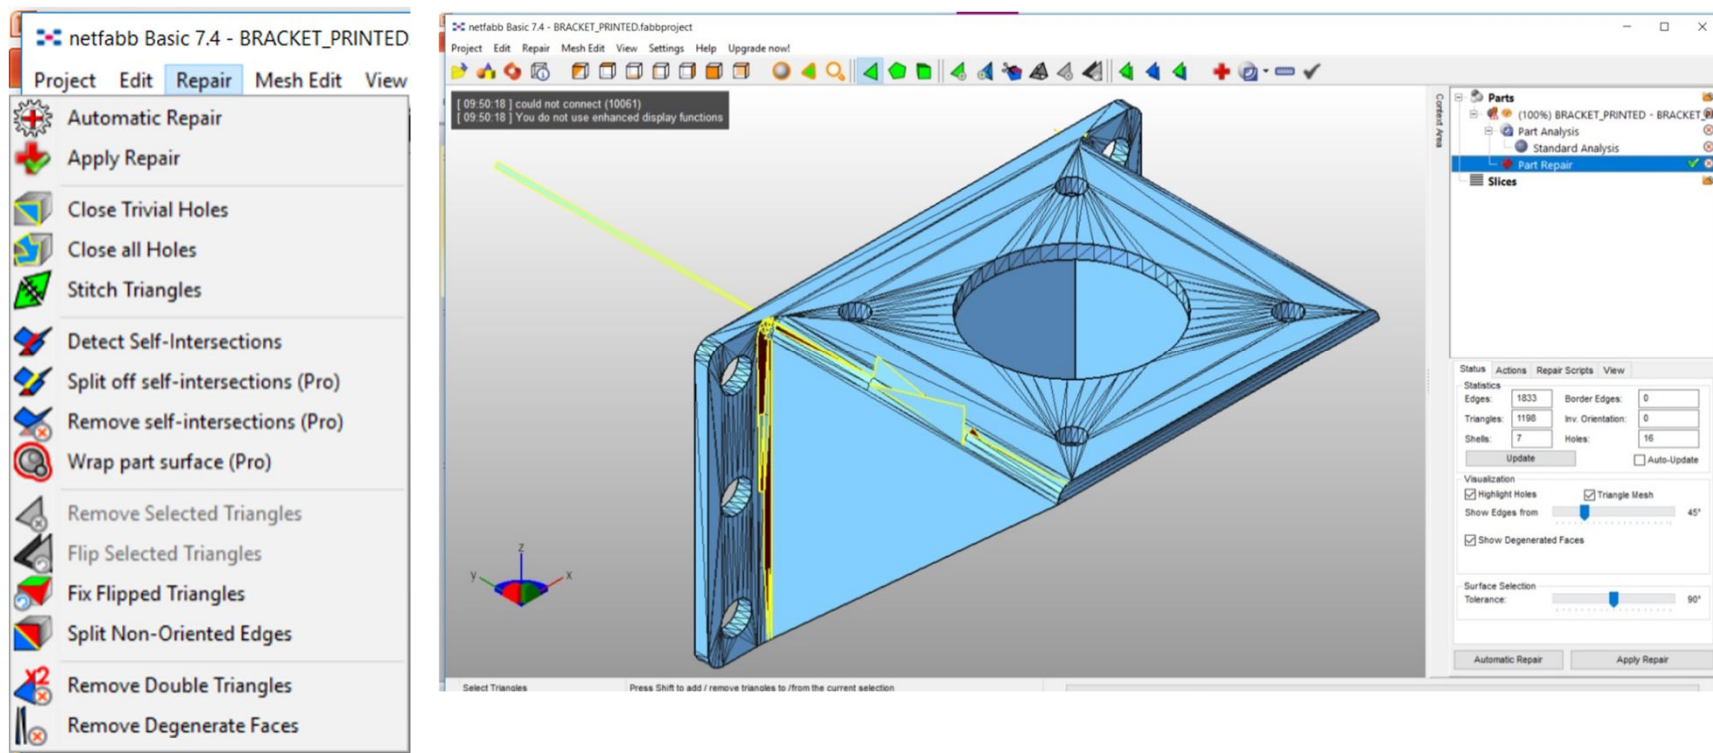 netfabb Basic 7.4 - BRACKET_PRINTED.
Project Edit Repair Mesh Edit View
Automatic Repair
Apply Repair
Close Trivial Holes
Close all Holes
Stitch Triangles
Detect Self-Intersections
Split off self-intersections (Pro)
Remove self-intersections (Pro)
Wrap part surface (Pro)
Remove Selected Triangles
Flip Selected Triangles
Fix Flipped Triangles
Split Non-Oriented Edges
x2
Remove Double Triangles
Remove Degenerate Faces
netfabb Basic 7.4 - BRACKET_PRINTED.fabbproject
Project Edit Repair Mesh Edit View Settings Help Upgrade now!
[ 09:50:18 ] could not connect (10061)
[ 09:50:18 ] You do not use enhanced display functions
z
y
x
Select Triangles
Press Shift to add / remove triangles to /from the current selection
Context Area
Parts
(100%) BRACKET_PRINTED - BRACKET_
Part Analysis
Standard Analysis
Part Repair
Slices
Status Actions Repair Scripts View
Statistics
Edges: 1833 Border Edges: 0
Triangles: 1198 Inv. Orientation: 0
Shells: 7 Holes: 16
Update Auto-Update
Visualization
Highlight Holes Triangle Mesh
Show Edges from 45°
Show Degenerated Faces
Surface Selection
Tolerance: 90°
Automatic Repair Apply Repair